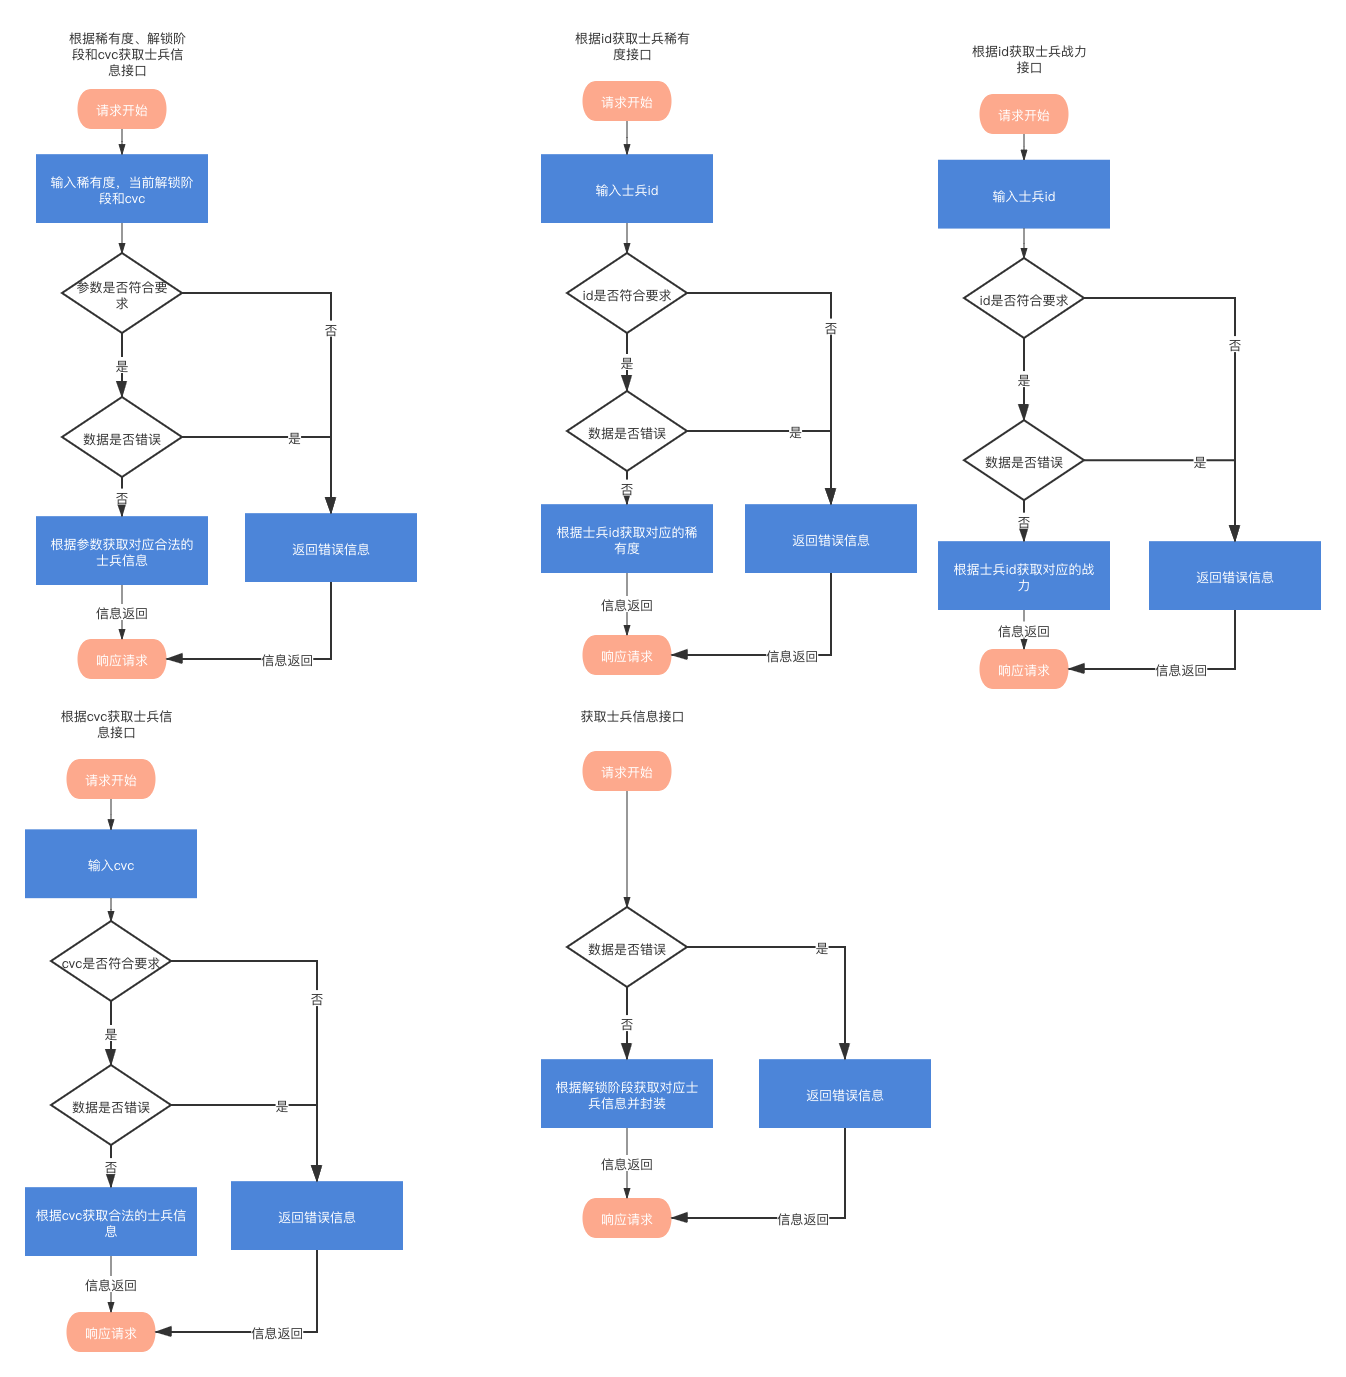 根据稀有度、解锁阶
段和cvc获取士兵信
息接口
请求开始
输入稀有度，当前解锁阶
段和cvc
参数是否符合要
求
否
是
数据是否错误
是
否
根据参数获取对应合法的
士兵信息
返回错误信息
信息返回
响应请求
信息返回
根据id获取士兵稀有
度接口
请求开始
输入士兵id
id是否符合要求
否
是
数据是否错误
是
否
根据士兵id获取对应的稀
有度
返回错误信息
信息返回
响应请求
信息返回
根据id获取士兵战力
接口
请求开始
输入士兵id
id是否符合要求
否
是
数据是否错误
是
否
根据士兵id获取对应的战
力
返回错误信息
信息返回
响应请求
信息返回
根据cvc获取士兵信
息接口
请求开始
输入cvc
cvc是否符合要求
否
是
数据是否错误
是
否
根据cvc获取合法的士兵信
息
返回错误信息
信息返回
响应请求
信息返回
获取士兵信息接口
请求开始
数据是否错误
是
否
根据解锁阶段获取对应士
兵信息并封装
返回错误信息
信息返回
响应请求
信息返回